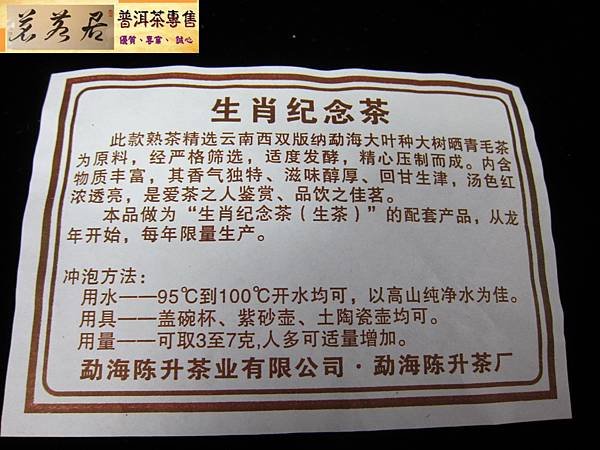 茗茗居
普洱茶專售
優質、專業、誠心
生肖纪念茶
此款熟茶精选云南西双版纳勐海大叶种大树晒青毛茶
为原料，经严格筛选，适度发酵，精心压制而成。内含
物质丰富，其香气独特、滋味醇厚、回甘生津，汤色红
浓透亮，是爱茶之人鉴赏、品饮之佳茗。
本品做为“生肖纪念茶（生茶）”的配套产品，从龙
年开始，每年限量生产。
冲泡方法：
用水——95℃到100℃开水均可，以高山纯净水为佳。
用具——盖碗杯、紫砂壶、土陶瓷壶均可。
用量——可取3至7克,人多可适量增加。
勐海陈升茶业有限公司·勐海陈升茶厂